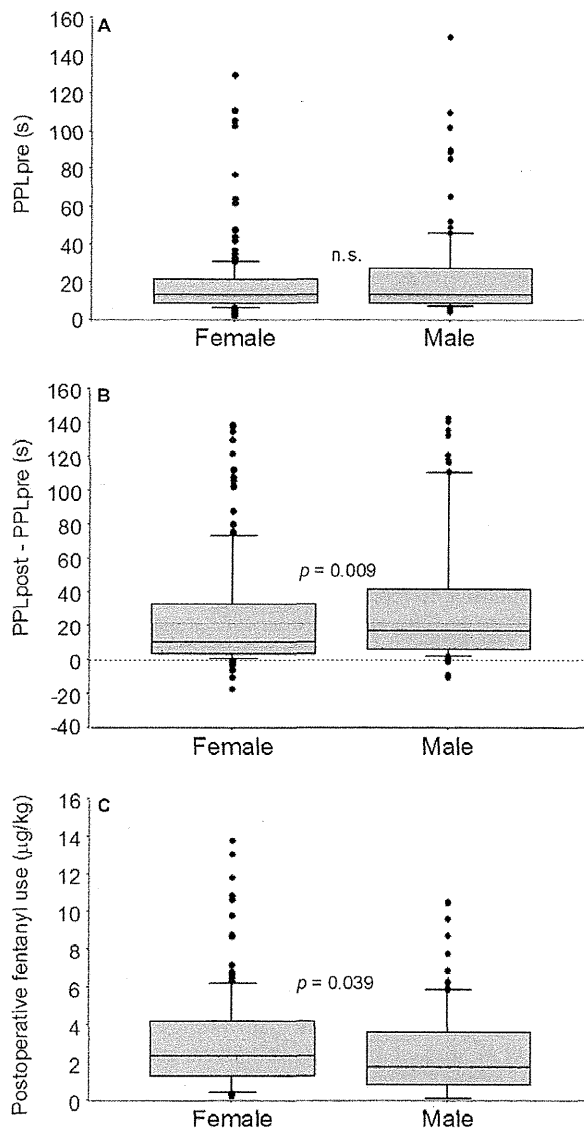 A
PPLpre (s)
160
140
120
100
80
60
40
20
0
n.s.
Female Male
B
PPLpost - PPLpre (s)
160
140
120
100
80
60
40
20
0
-20
-40
p = 0.009
Female Male
C
Postoperative fentanyl use (μg/kg)
16
14
12
10
8
6
4
2
0
p = 0.039
Female Male